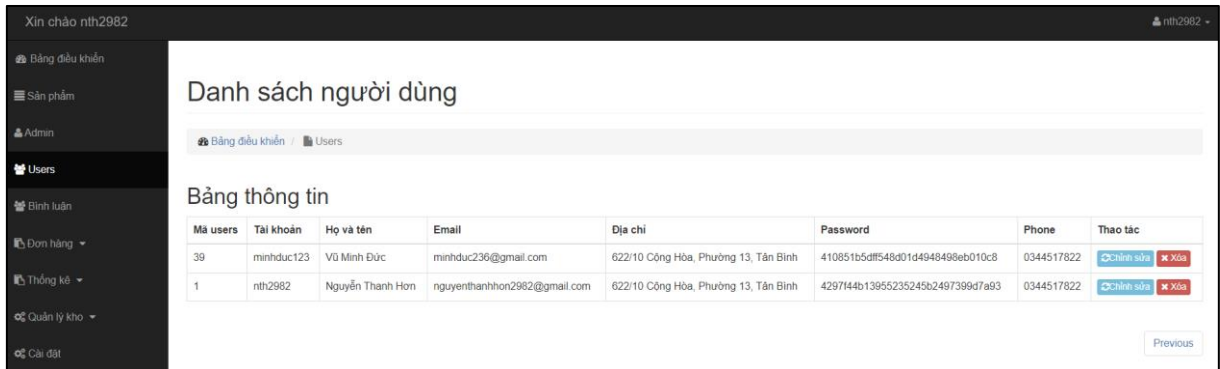 Xin chào nth2982
nth2982
Bảng điều khiển
Sản phẩm
Admin
Users
Bình luận
Đơn hàng
Thống kê
Quản lý kho
Cài đặt
Danh sách người dùng
Bảng điều khiển / Users
Bảng thông tin
Mã users Tài khoản Họ và tên Email Địa chỉ Password Phone Thao tác
39 minhduc123 Vũ Minh Đức minhduc236@gmail.com 622/10 Cộng Hòa, Phường 13, Tân Bình 410851b5dff548d01d4948498eb010c8 0344517822 Chỉnh sửa Xóa
1 nth2982 Nguyễn Thanh Hơn nguyenthanhhon2982@gmail.com 622/10 Cộng Hòa, Phường 13, Tân Bình 4297f44b13955235245b2497399d7a93 0344517822 Chỉnh sửa Xóa
Previous